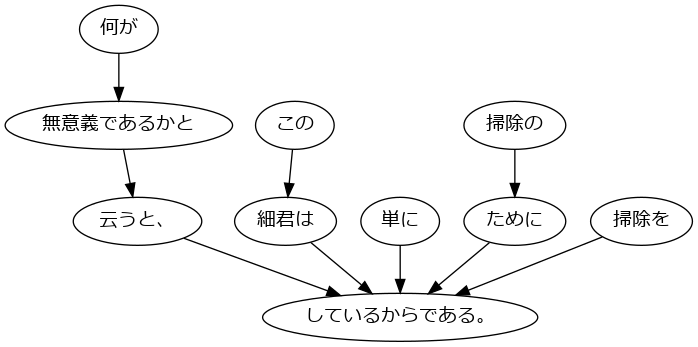 何が
無意義であるかと
この
掃除の
云うと、
細君は
単に
ために
掃除を
しているからである。